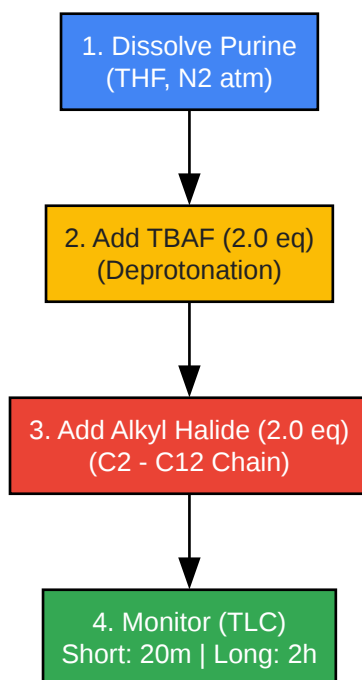 1. Dissolve Purine
(THF, N2 atm)
2. Add TBAF (2.0 eq)
(Deprotonation)
3. Add Alkyl Halide (2.0 eq)
(C2 - C12 Chain)
4. Monitor (TLC)
Short: 20m | Long: 2h